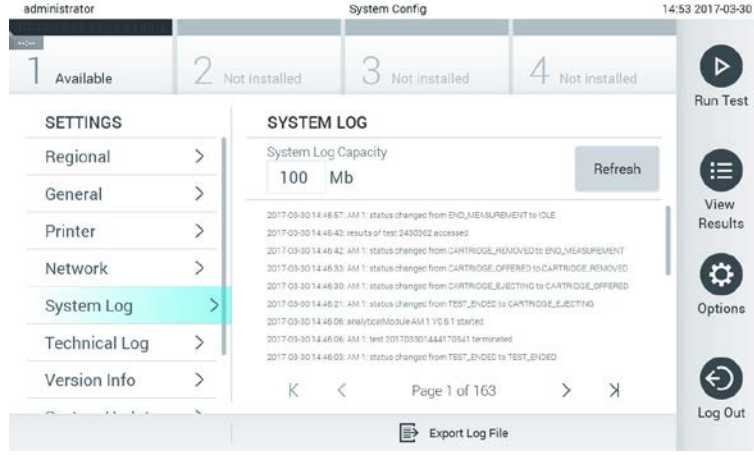 administrator System Config 14:53 2017-03-30
1 Available 2 Not installed 3 Not installed 4 Not installed
Run Test
SETTINGS
Regional
General
Printer
Network
System Log
Technical Log
Version Info
SYSTEM LOG
System Log Capacity
100 Mb
Refresh
2017-03-30 14:46:57: AM 1: status changed from END_MEASUREMENT to IDLE
2017-03-30 14:46:43: results of test 2430362 accessed
2017-03-30 14:46:42: AM 1: status changed from CARTRIDGE_REMOVED to END_MEASUREMENT
2017-03-30 14:46:33: AM 1: status changed from CARTRIDGE_OFFERED to CARTRIDGE_REMOVED
2017-03-30 14:46:30: AM 1: status changed from CARTRIDGE_EJECTING to CARTRIDGE_OFFERED
2017-03-30 14:46:21: AM 1: status changed from TEST_ENDED to CARTRIDGE_EJECTING
2017-03-30 14:46:06: analyticalModule AM 1 V0.6.1 started
2017-03-30 14:46:06: AM 1: test 201703301444170841 terminated
2017-03-30 14:46:03: AM 1: status changed from TEST_ENDED to TEST_ENDED
Page 1 of 163
Export Log File
View
Results
Options
Log Out